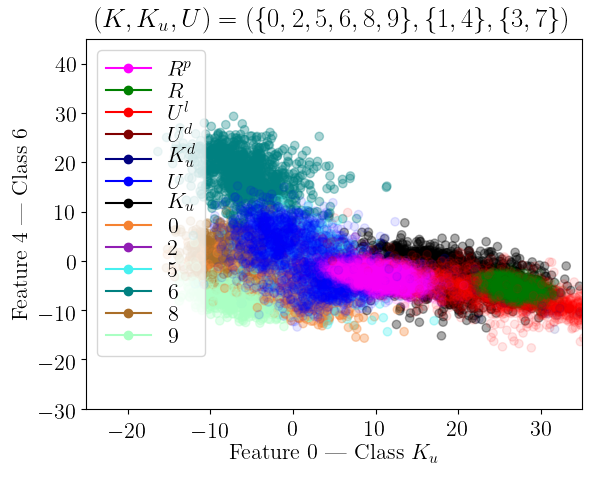 (K, K_u, U) = ({0, 2, 5, 6, 8, 9}, {1, 4}, {3, 7})
40
30
20
10
0
−10
−20
−30
Feature 4 — Class 6
R^p
R
U^l
U^d
K_u^d
U
K_u
0
2
5
6
8
9
−20
−10
0
10
20
30
Feature 0 — Class K_u